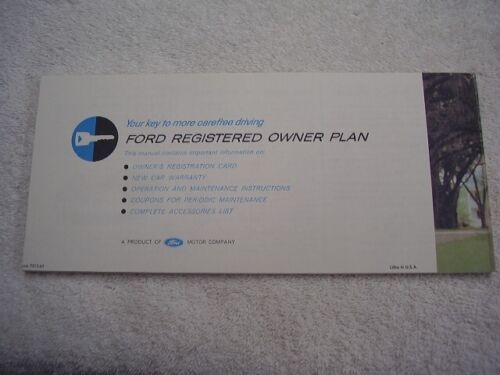 Your key to more carefree driving
FORD REGISTERED OWNER PLAN
This manual contains important information on:
● OWNER'S REGISTRATION CARD
● NEW CAR WARRANTY
● OPERATION AND MAINTENANCE INSTRUCTIONS
● COUPONS FOR PERIODIC MAINTENANCE
● COMPLETE ACCESSORIES LIST
A PRODUCT OF Ford MOTOR COMPANY
Litho in U.S.A.